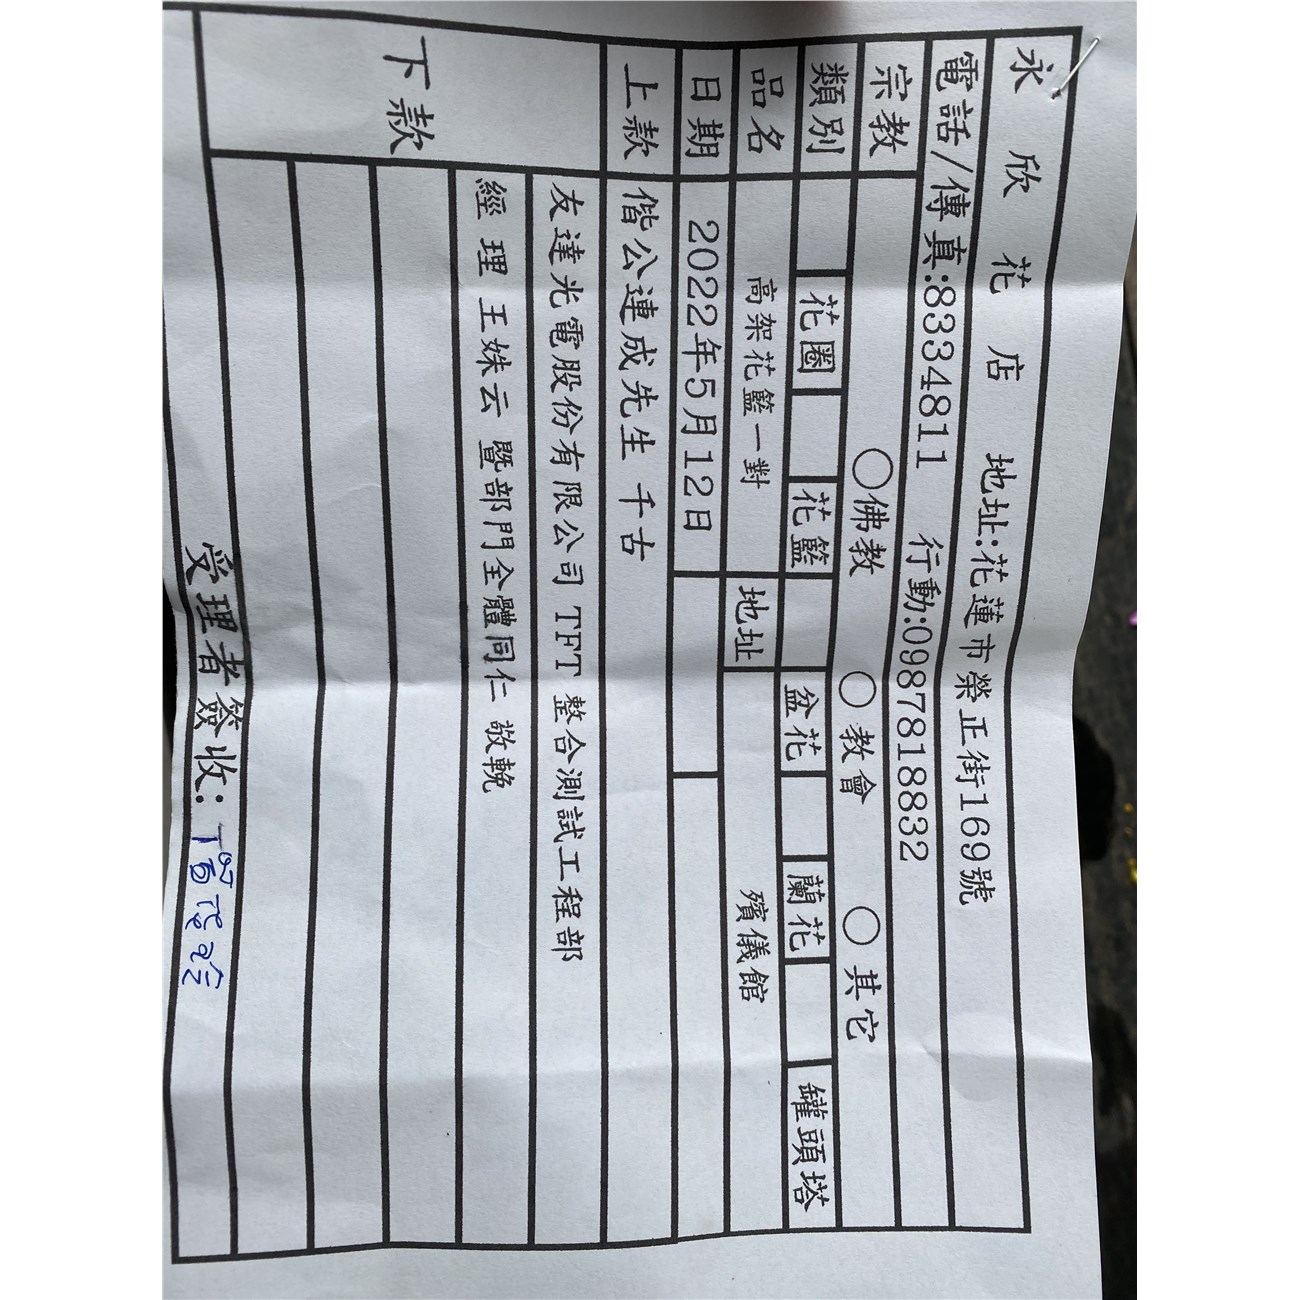 永欣花店 地址:花蓮市榮正街169號
電話/傳真:8334811 行動:0987818832
宗教 ○佛教 ○教會 ○其它
類別 花圈 花籃 盆花 蘭花 罐頭塔
品名 高架花籃一對 地址 殯儀館
日期 2022年5月12日
上款 偕公連成先生 千古
下款 友達光電股份有限公司 TFT 整合測試工程部
經理 王姝云 暨部門全體同仁 敬輓
受理者簽收: